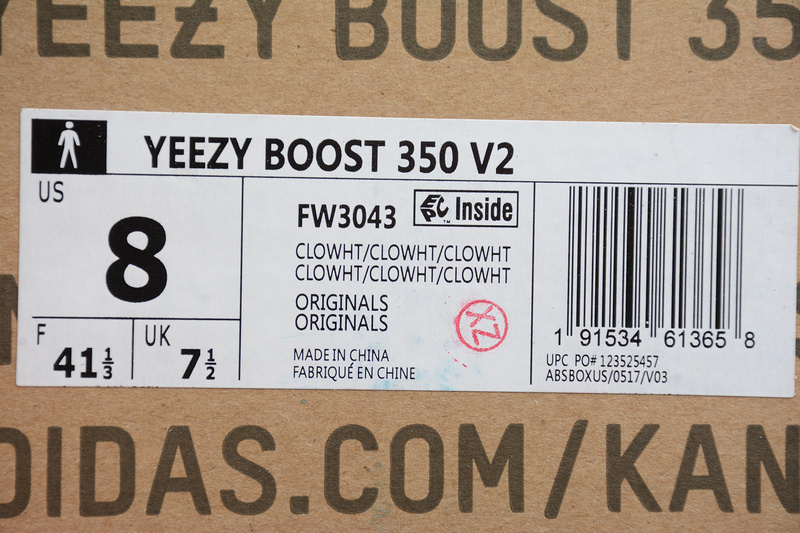 YEEZY BOOST 35
YEEZY BOOST 350 V2
US
8
F
41 1/3
UK
7 1/2
FW3043
EPC™ Inside
CLOWHT/CLOWHT/CLOWHT
CLOWHT/CLOWHT/CLOWHT
ORIGINALS
ORIGINALS
XZ
MADE IN CHINA
FABRIQUÉ EN CHINE
1 91534 61365 8
UPC PO# 123525457
ABSBOXUS/0517/V03
DIDAS.COM/KAN